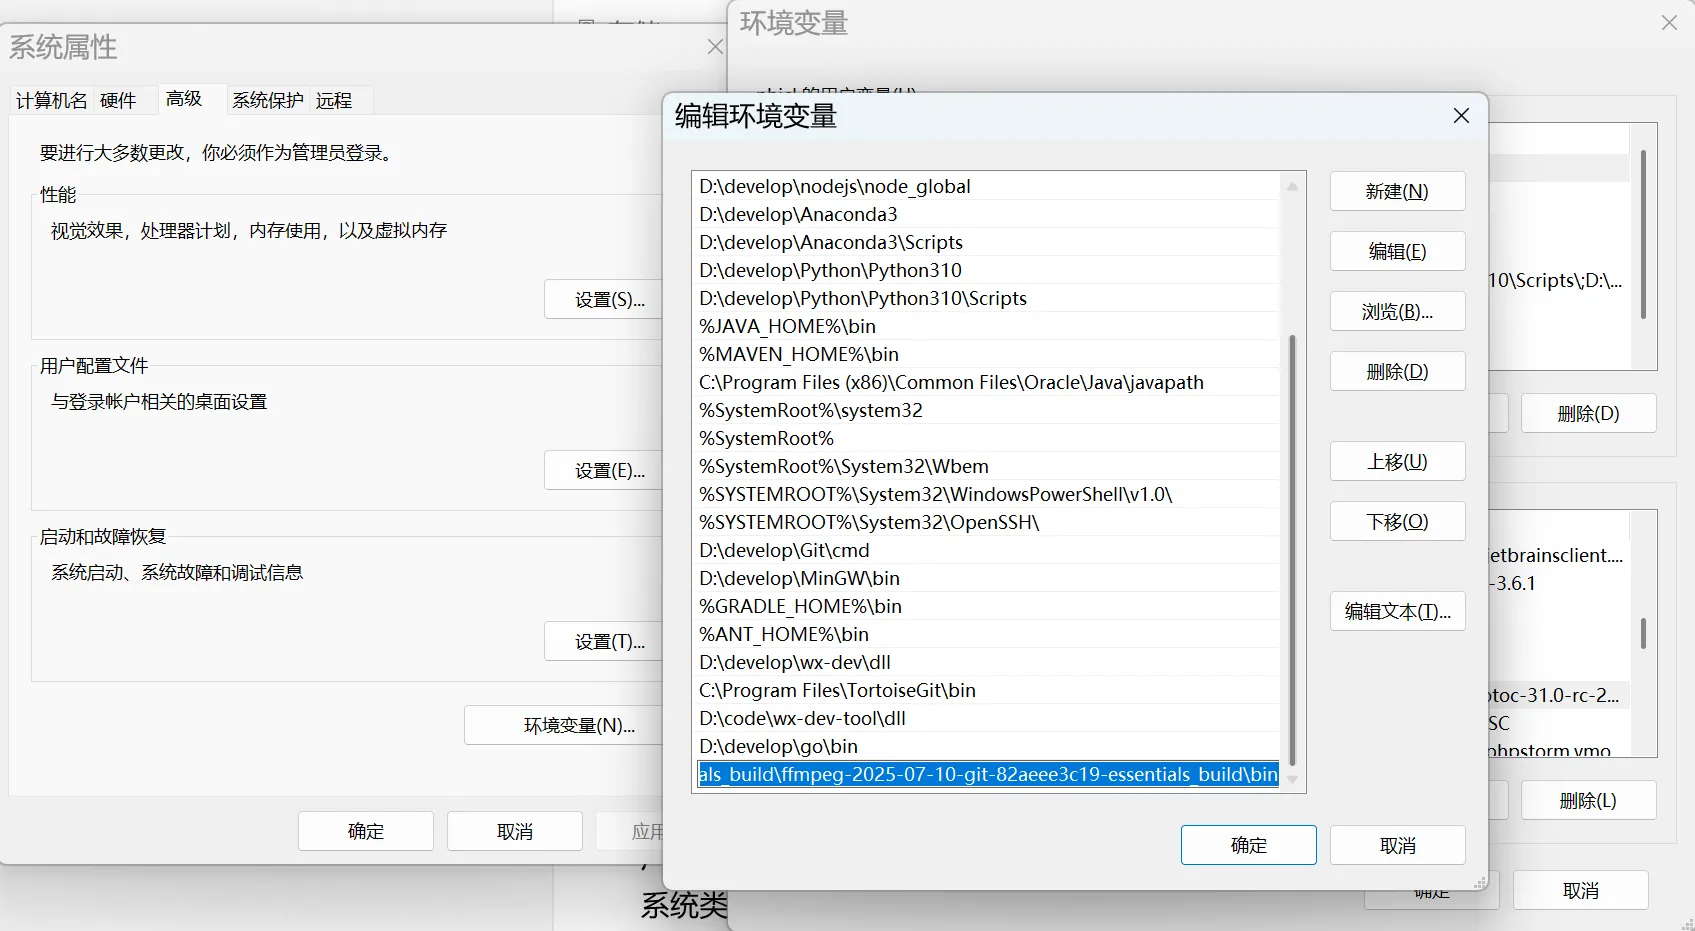 系统属性
计算机名
硬件
高级
系统保护
远程
要进行大多数更改，你必须作为管理员登录。
性能
视觉效果，处理器计划，内存使用，以及虚拟内存
设置(S)...
用户配置文件
与登录帐户相关的桌面设置
设置(E)...
启动和故障恢复
系统启动、系统故障和调试信息
设置(T)...
环境变量(N)...
确定
取消
应用
系统类
环境变量
的用户变量(U)
10\Scripts\;D:\...
删除(D)
etbrainsclient....
-3.6.1
otoc-31.0-rc-2...
SC
phpstorm.vmo
删除(L)
确定
取消
编辑环境变量
D:\develop\nodejs\node_global
D:\develop\Anaconda3
D:\develop\Anaconda3\Scripts
D:\develop\Python\Python310
D:\develop\Python\Python310\Scripts
%JAVA_HOME%\bin
%MAVEN_HOME%\bin
C:\Program Files (x86)\Common Files\Oracle\Java\javapath
%SystemRoot%\system32
%SystemRoot%
%SystemRoot%\System32\Wbem
%SYSTEMROOT%\System32\WindowsPowerShell\v1.0\
%SYSTEMROOT%\System32\OpenSSH\
D:\develop\Git\cmd
D:\develop\MinGW\bin
%GRADLE_HOME%\bin
%ANT_HOME%\bin
D:\develop\wx-dev\dll
C:\Program Files\TortoiseGit\bin
D:\code\wx-dev-tool\dll
D:\develop\go\bin
als_build\ffmpeg-2025-07-10-git-82aeee3c19-essentials_build\bin
新建(N)
编辑(E)
浏览(B)...
删除(D)
上移(U)
下移(O)
编辑文本(T)...
确定
取消